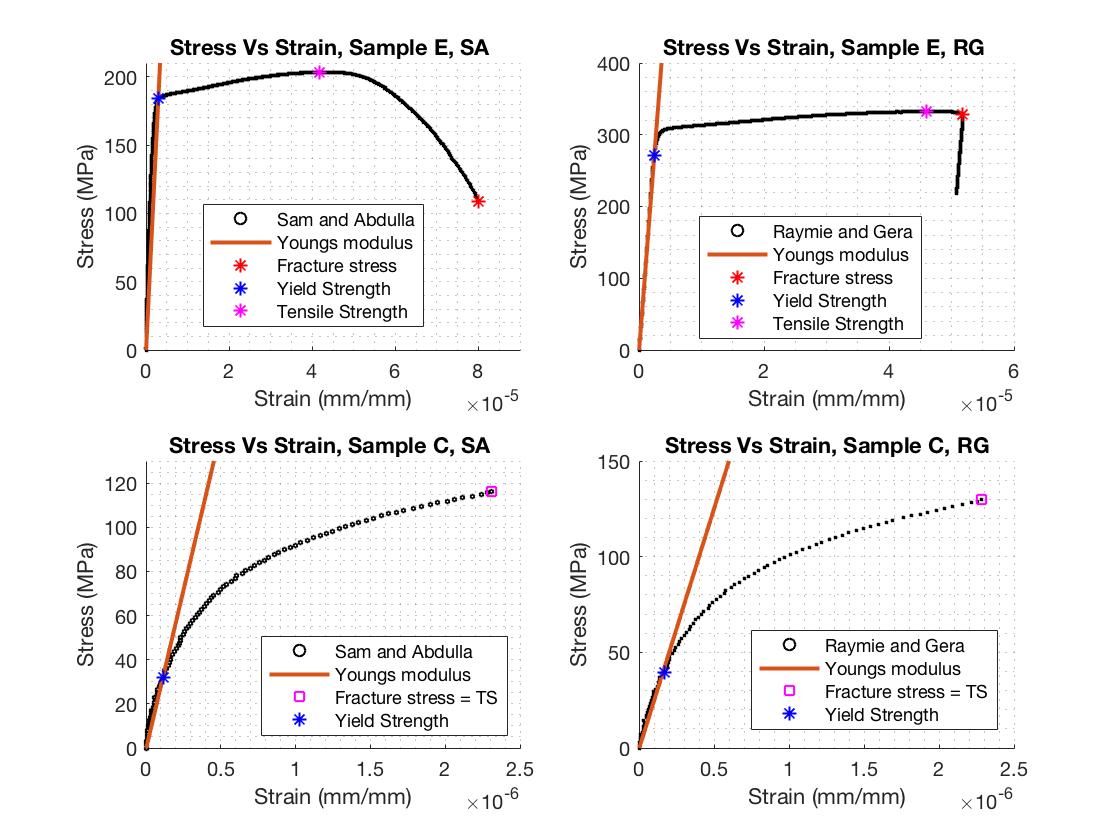 Stress Vs Strain, Sample E, SA
200
150
100
50
0
Stress (MPa)
Sam and Abdulla
Youngs modulus
Fracture stress
Yield Strength
Tensile Strength
0 2 4 6 8
Strain (mm/mm)
×10-5
Stress Vs Strain, Sample E, RG
400
300
200
100
0
Stress (MPa)
Raymie and Gera
Youngs modulus
Fracture stress
Yield Strength
Tensile Strength
0 2 4 6
Strain (mm/mm)
×10-5
Stress Vs Strain, Sample C, SA
120
100
80
60
40
20
0
Stress (MPa)
Sam and Abdulla
Youngs modulus
Fracture stress = TS
Yield Strength
0 0.5 1 1.5 2 2.5
Strain (mm/mm)
×10-6
Stress Vs Strain, Sample C, RG
150
100
50
0
Stress (MPa)
Raymie and Gera
Youngs modulus
Fracture stress = TS
Yield Strength
0 0.5 1 1.5 2 2.5
Strain (mm/mm)
×10-6